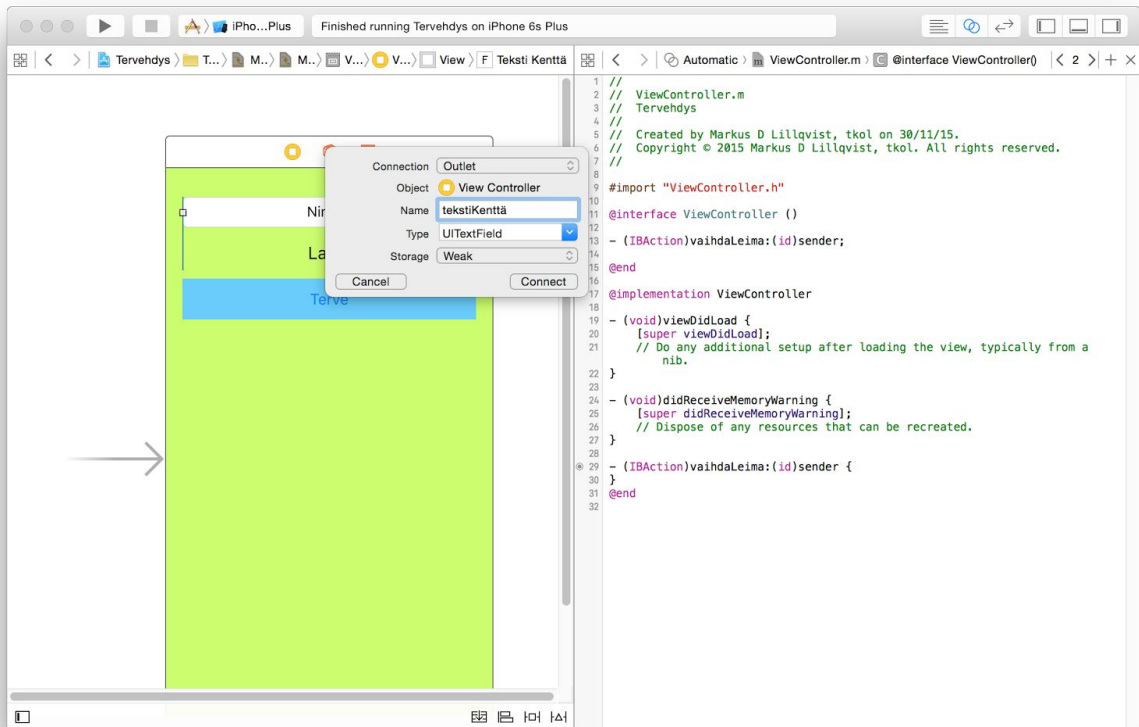 iPho...Plus
Finished running Tervehdys on iPhone 6s Plus
Tervehdys
T...
M..
M..
V...
V...
View
F Teksti Kenttä
Automatic
ViewController.m
@interface ViewController()
2
Nir
La
Terve
Connection Outlet
Object View Controller
Name tekstiKenttä
Type UITextField
Storage Weak
Cancel
Connect
1 //
2 //  ViewController.m
3 //  Tervehdys
4 //
5 //  Created by Markus D Lillqvist, tkol on 30/11/15.
6 //  Copyright © 2015 Markus D Lillqvist, tkol. All rights reserved.
7 //
8
9 #import "ViewController.h"
10
11 @interface ViewController ()
12
13 - (IBAction)vaihdaLeima:(id)sender;
14
15 @end
16
17 @implementation ViewController
18
19 - (void)viewDidLoad {
20     [super viewDidLoad];
21     // Do any additional setup after loading the view, typically from a
nib.
22 }
23
24 - (void)didReceiveMemoryWarning {
25     [super didReceiveMemoryWarning];
26     // Dispose of any resources that can be recreated.
27 }
28
29 - (IBAction)vaihdaLeima:(id)sender {
30 }
31 @end
32